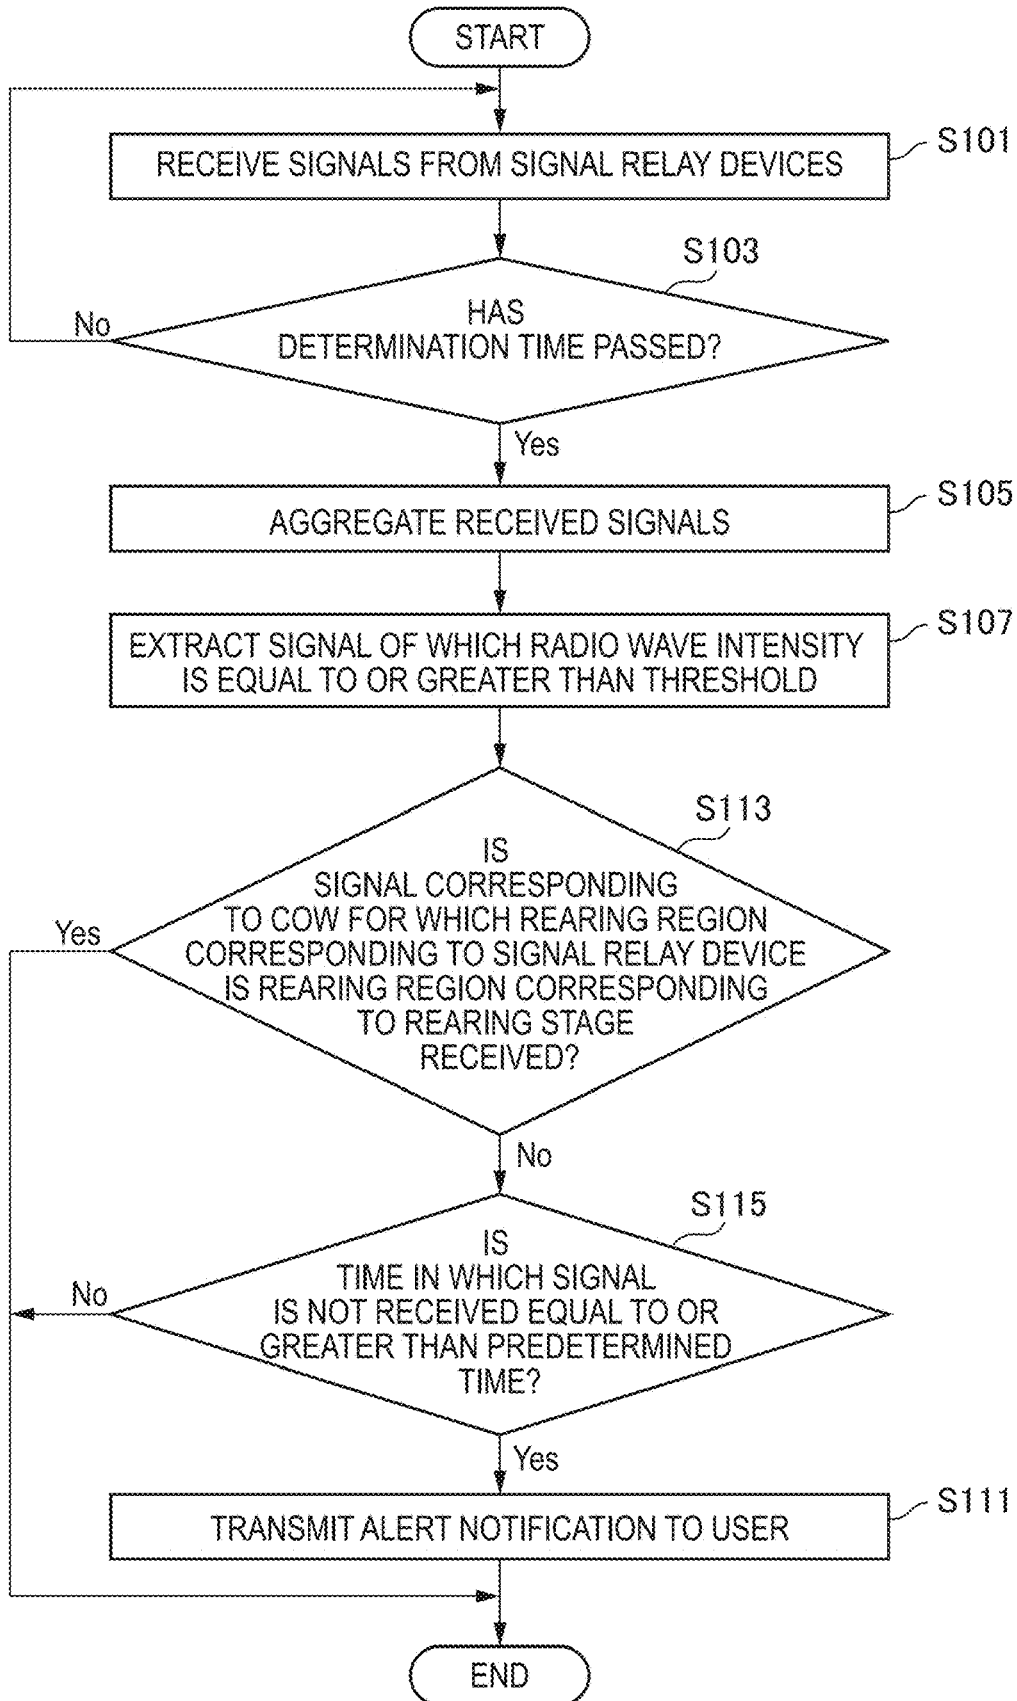 START
RECEIVE SIGNALS FROM SIGNAL RELAY DEVICES
S101
S103
HAS
DETERMINATION TIME PASSED?
No
Yes
AGGREGATE RECEIVED SIGNALS
S105
EXTRACT SIGNAL OF WHICH RADIO WAVE INTENSITY
IS EQUAL TO OR GREATER THAN THRESHOLD
S107
S113
IS
SIGNAL CORRESPONDING
TO COW FOR WHICH REARING REGION
CORRESPONDING TO SIGNAL RELAY DEVICE
IS REARING REGION CORRESPONDING
TO REARING STAGE
RECEIVED?
Yes
No
S115
IS
TIME IN WHICH SIGNAL
IS NOT RECEIVED EQUAL TO OR
GREATER THAN PREDETERMINED
TIME?
No
Yes
TRANSMIT ALERT NOTIFICATION TO USER
S111
END